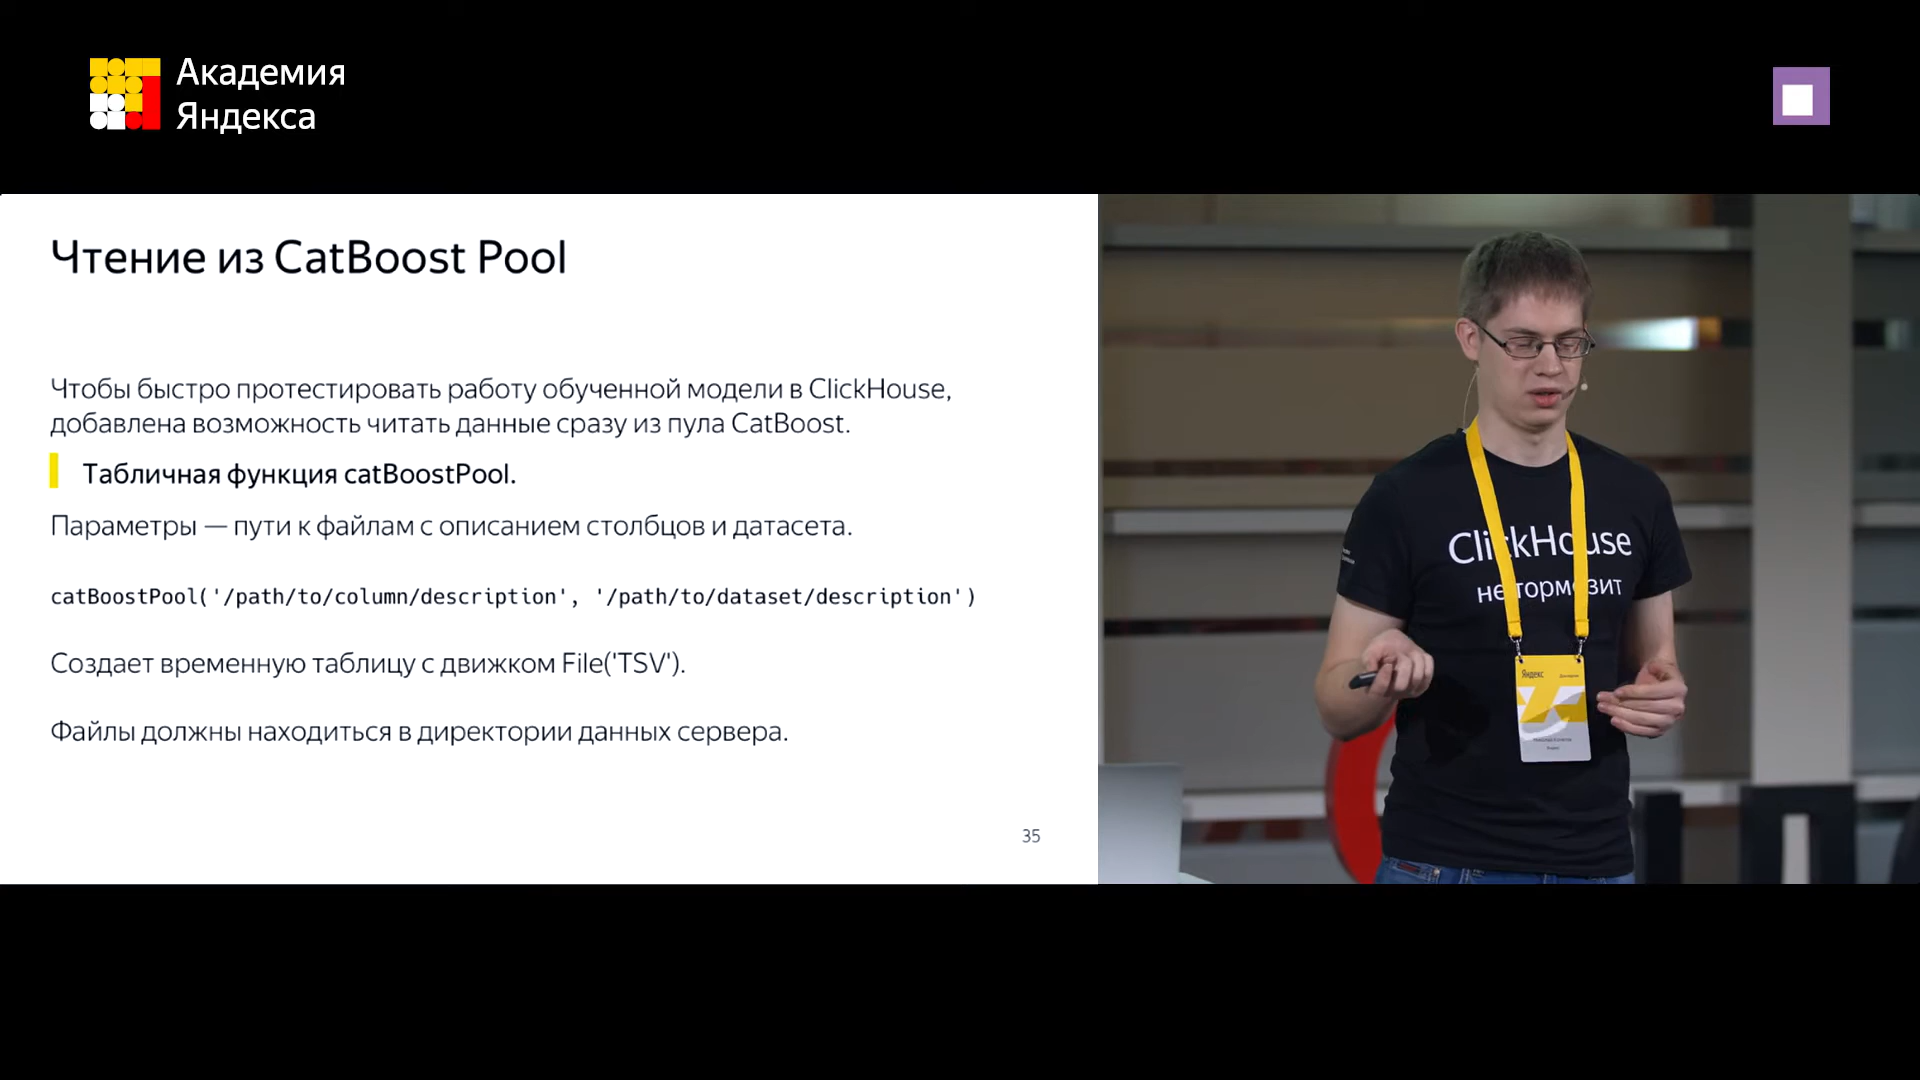 Академия
Яндекса
Чтение из CatBoost Pool
Чтобы быстро протестировать работу обученной модели в ClickHouse,
добавлена возможность читать данные сразу из пула CatBoost.
Табличная функция catBoostPool.
Параметры — пути к файлам с описанием столбцов и датасета.
catBoostPool('/path/to/column/description', '/path/to/dataset/description')
Создает временную таблицу с движком File('TSV').
Файлы должны находиться в директории данных сервера.
35
ClickHouse
не тормозит
Яндекс